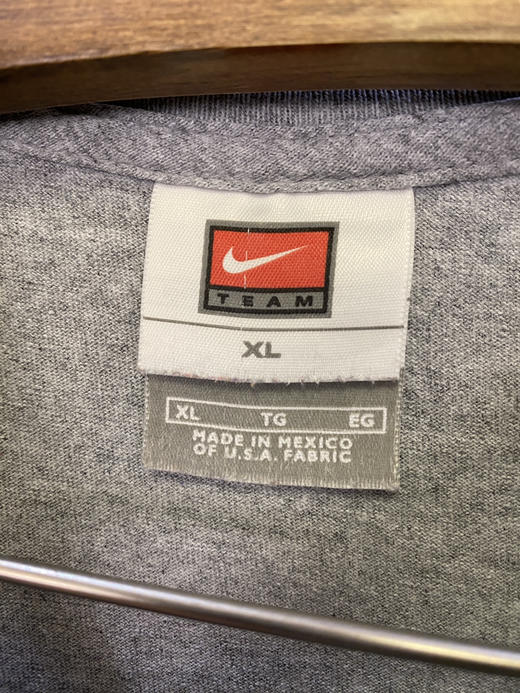 TEAM
XL
XL TG EG
MADE IN MEXICO
OF U.S.A. FABRIC